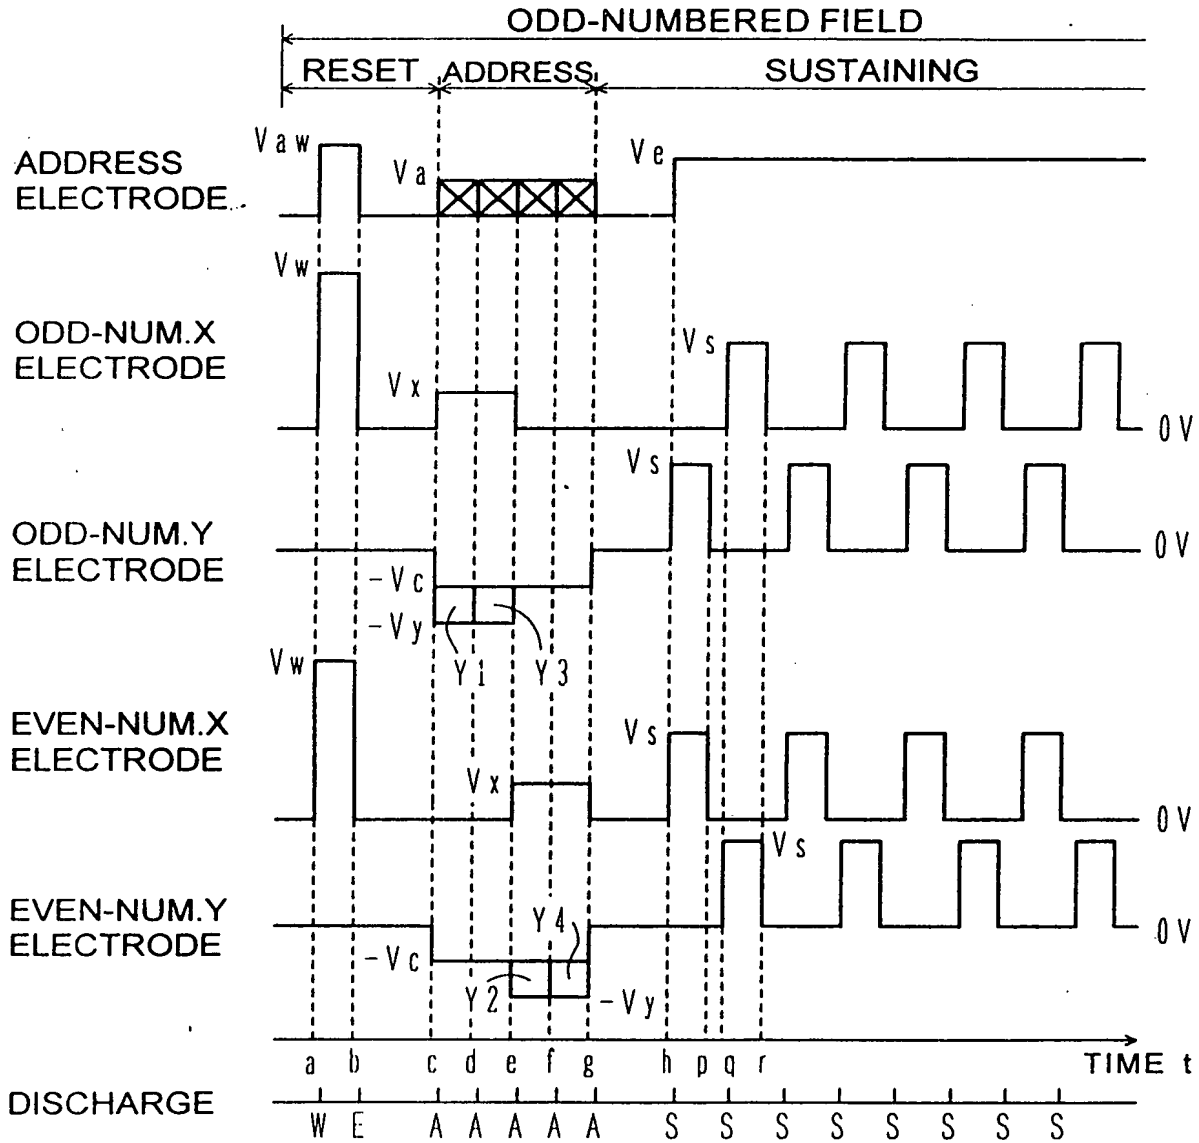 ODD-NUMBERED FIELD
RESET ADDRESS SUSTAINING
ADDRESS
ELECTRODE
Vaw
Va
Ve
ODD-NUM.X
ELECTRODE
Vw
Vx
Vs
0V
ODD-NUM.Y
ELECTRODE
Vs
0V
-Vc
-Vy
Y1 Y3
EVEN-NUM.X
ELECTRODE
Vw
Vx
Vs
0V
EVEN-NUM.Y
ELECTRODE
Vs
0V
-Vc
Y4
Y2
-Vy
a b c d e f g h p q r TIME t
DISCHARGE
W E A A A A A S S S S S S S S